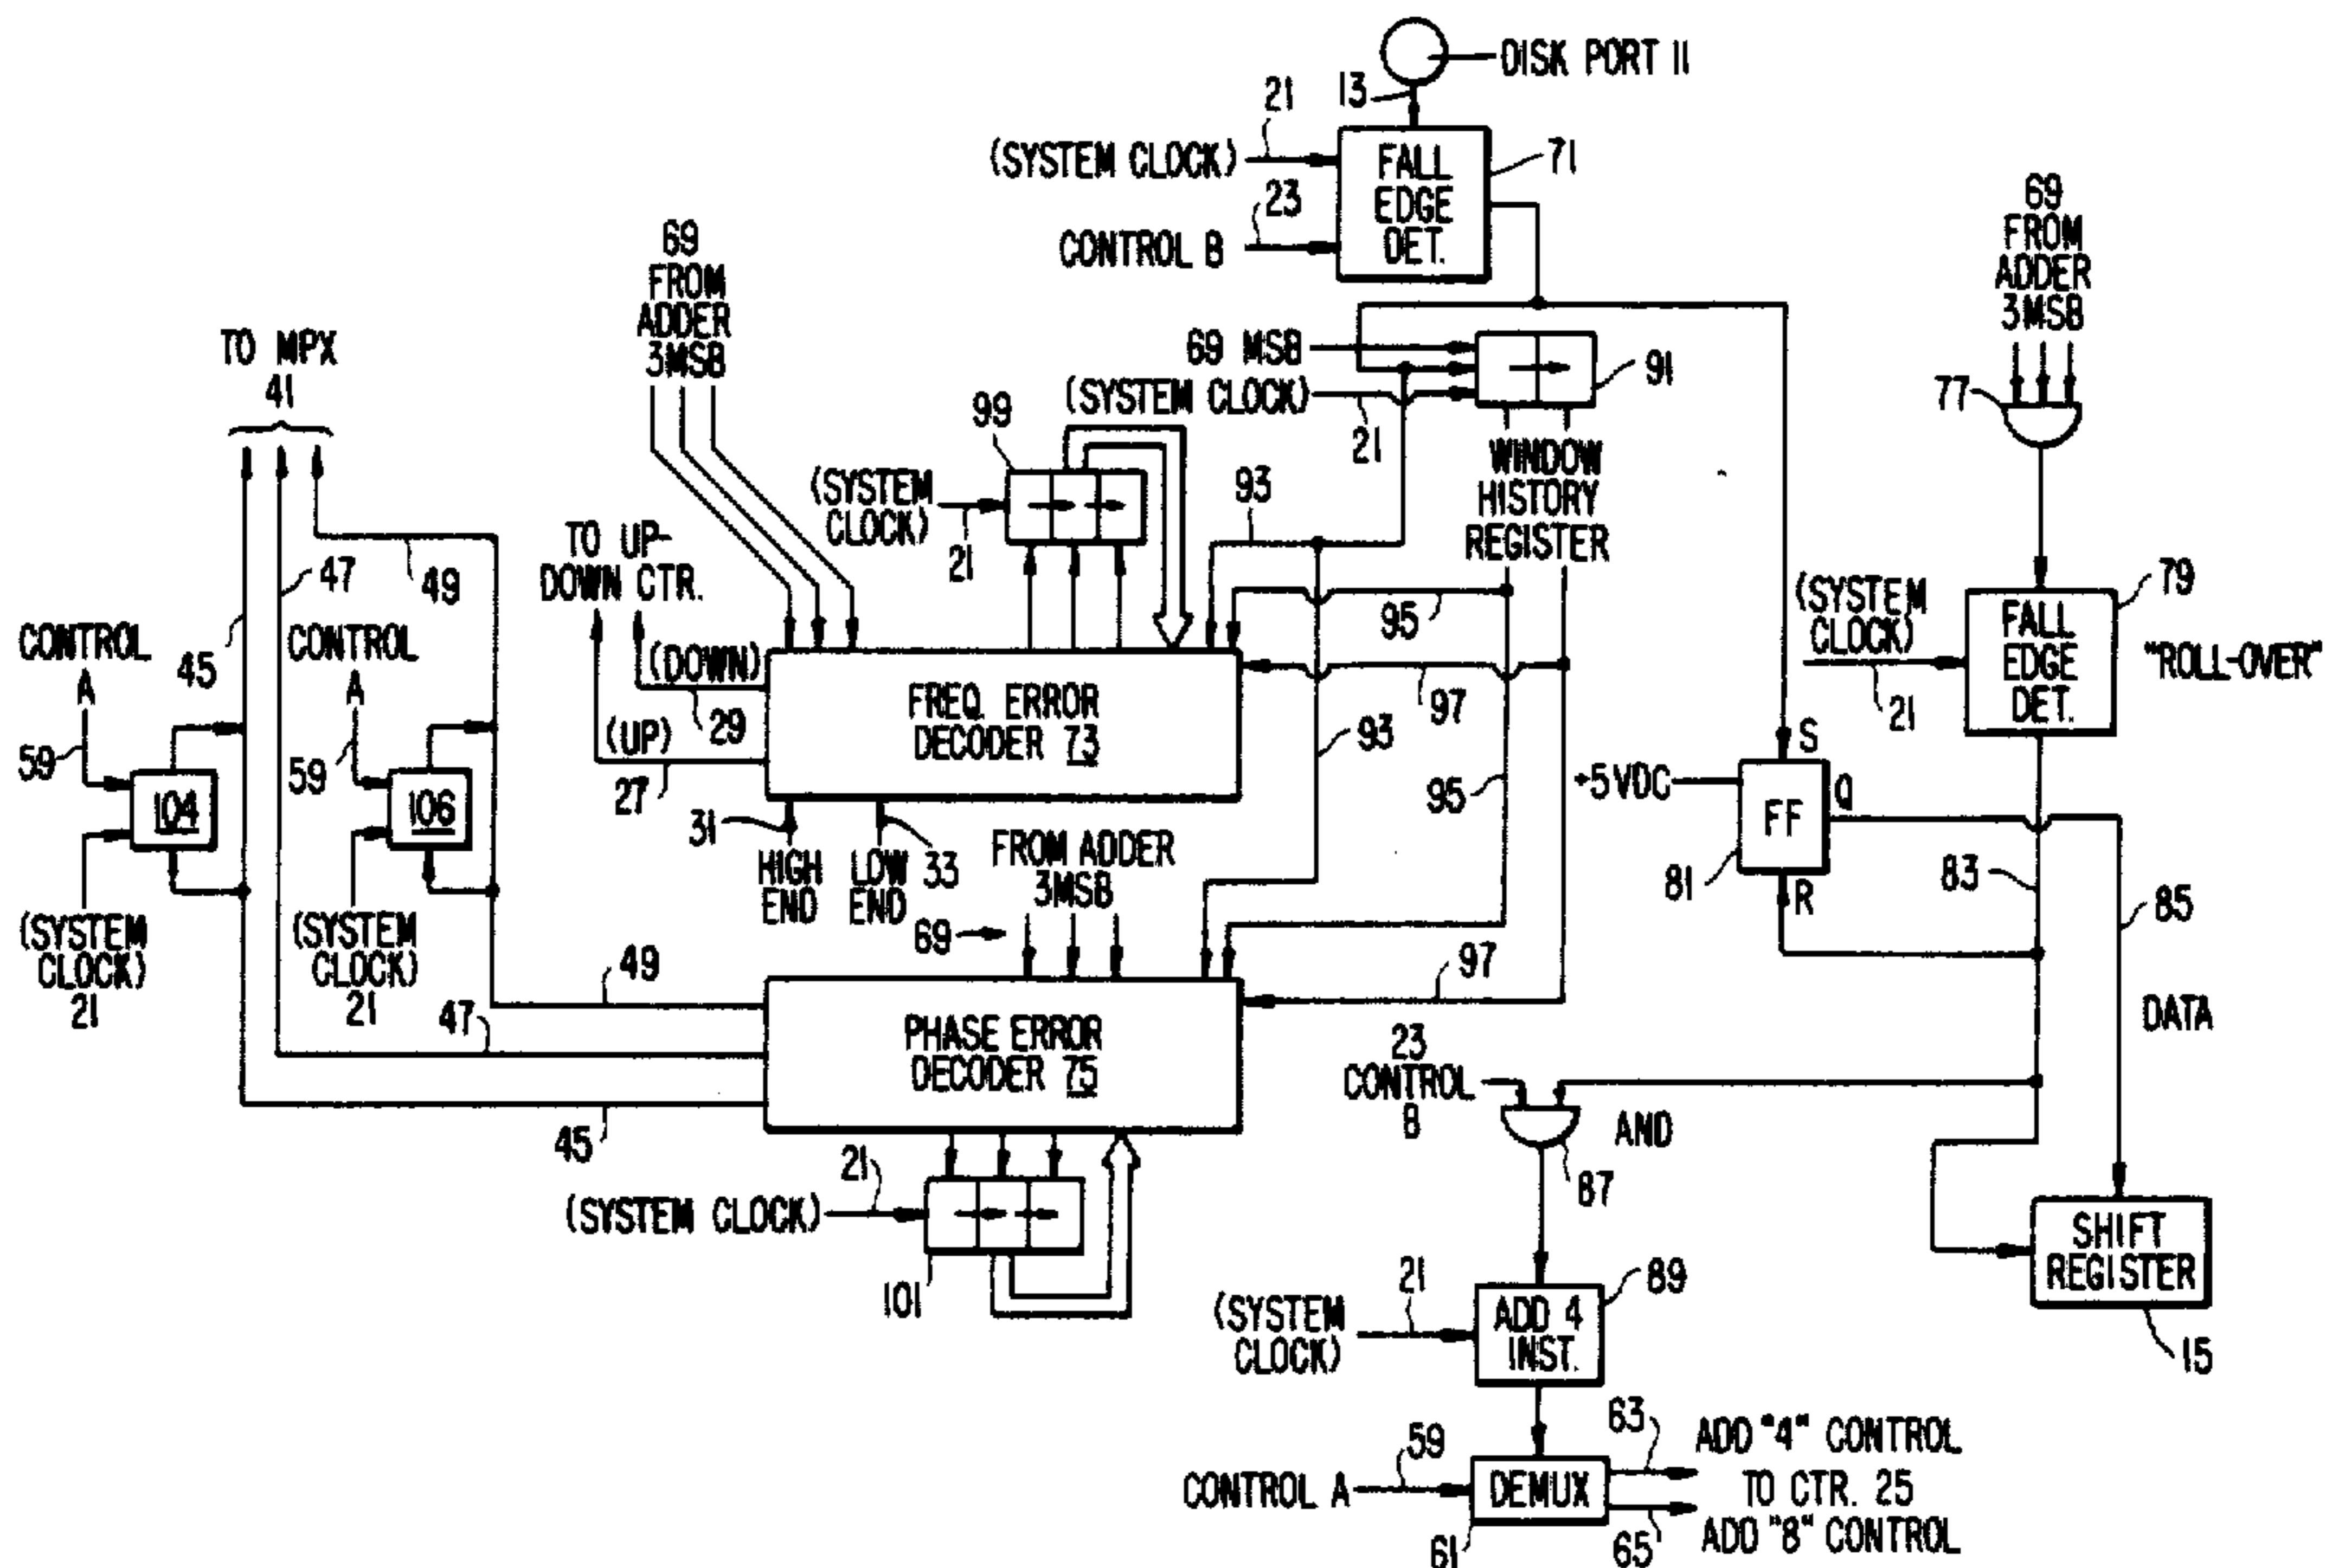 DISK PORT 11
13
21
(SYSTEM CLOCK)
FALL
EDGE
DET.
71
23
CONTROL B
69
FROM
ADDER
3MSB
69
FROM
ADDER
3MSB
TO MPX
41
69 MSB
(SYSTEM CLOCK)
21
91
77
99
(SYSTEM
CLOCK)
21
93
WINDOW
HISTORY
REGISTER
TO UP-
DOWN CTR.
47
49
45
CONTROL
A
59
CONTROL
A
59
104
106
(SYSTEM
CLOCK)
21
(SYSTEM
CLOCK)
21
(DOWN)
29
(UP)
27
FREQ. ERROR
DECODER 73
95
97
93
95
31
HIGH
END
LOW
END
33
FROM ADDER
3MSB
69
(SYSTEM
CLOCK)
21
79
FALL
EDGE
DET.
"ROLL-OVER"
+5VDC
S
FF
Q
R
81
83
85
DATA
49
47
45
PHASE ERROR
DECODER 75
97
23
CONTROL
B
AND
87
21
(SYSTEM CLOCK)
101
SHIFT
REGISTER
15
21
(SYSTEM
CLOCK)
ADD 4
INST.
89
59
CONTROL A
DEMUX
61
63
65
ADD "4" CONTROL
TO CTR. 25
ADD "8" CONTROL